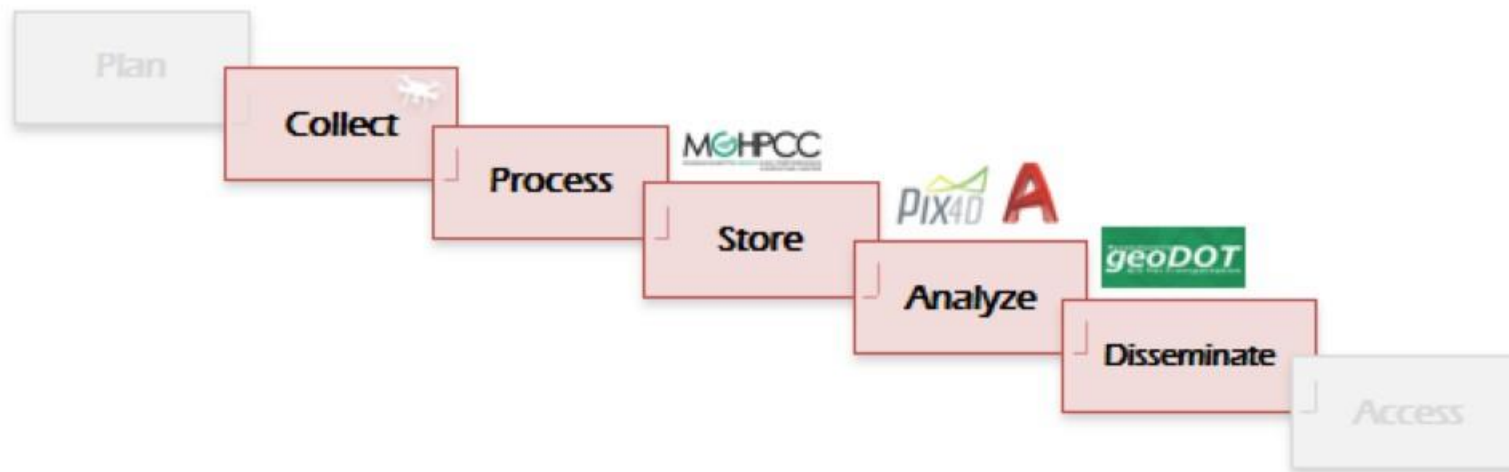 Plan
Collect
Process
MGHPCC
Store
PIX4D
A
Analyze
geoDOT
Disseminate
Access